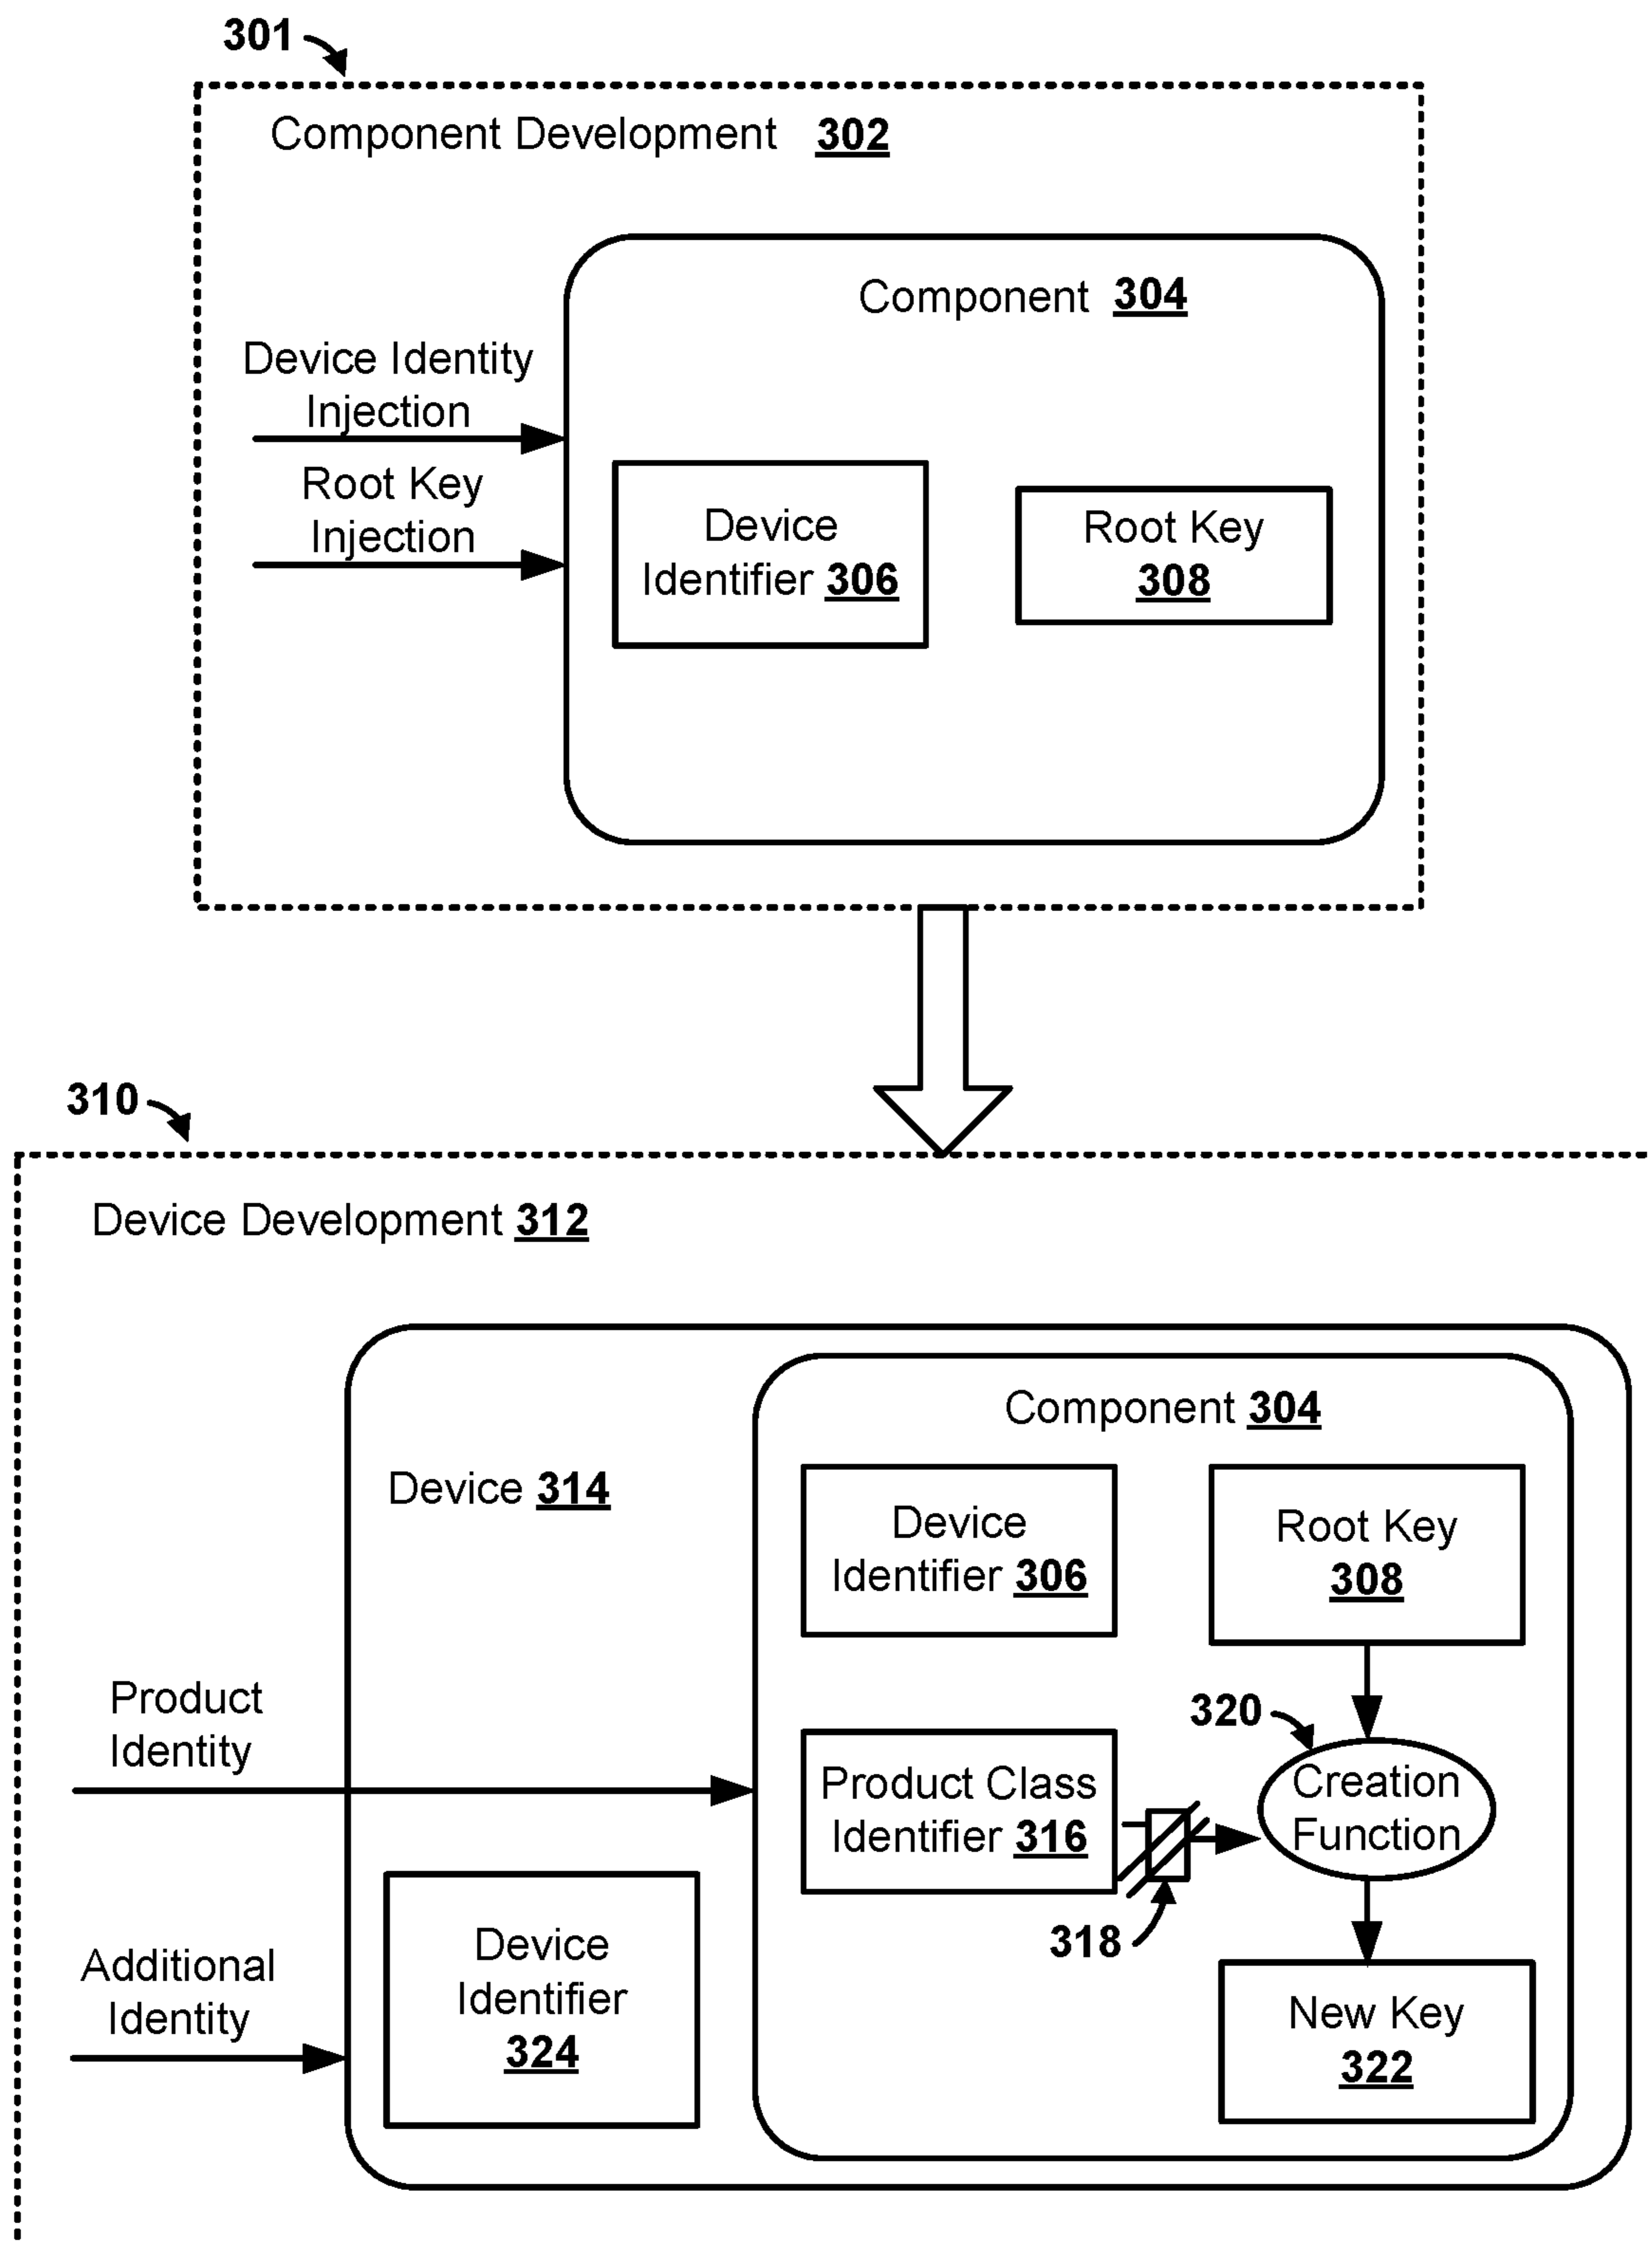 301
Component Development 302
Component 304
Device Identity
Injection
Root Key
Injection
Device
Identifier 306
Root Key
308
310
Device Development 312
Component 304
Device 314
Device
Identifier 306
Root Key
308
Product
Identity
320
Product Class
Identifier 316
Creation
Function
318
Additional
Identity
Device
Identifier
324
New Key
322